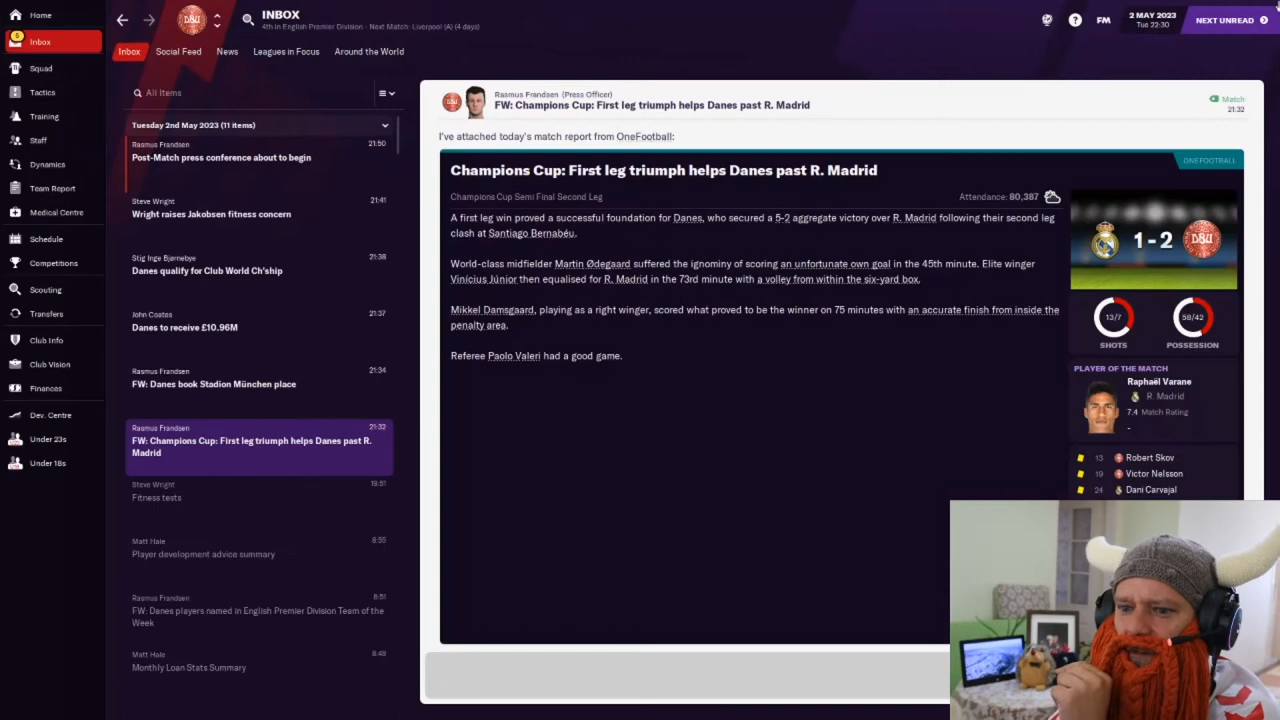 Home
Inbox
Squad
Tactics
Training
Staff
Dynamics
Team Report
Medical Centre
Schedule
Competitions
Scouting
Transfers
Club Info
Club Vision
Finances
Dev. Centre
Under 23s
Under 18s
INBOX
4th in English Premier Division - Next Match: Liverpool (A) (4 days)
FM
2 MAY 2023
Tue 22:30
NEXT UNREAD
Inbox
Social Feed
News
Leagues in Focus
Around the World
All Items
Tuesday 2nd May 2023 (11 items)
Rasmus Frandsen 21:50
Post-Match press conference about to begin
Steve Wright 21:41
Wright raises Jakobsen fitness concern
Stig Inge Bjørnebye 21:38
Danes qualify for Club World Ch'ship
John Coates 21:37
Danes to receive £10.96M
Rasmus Frandsen 21:34
FW: Danes book Stadion München place
Rasmus Frandsen 21:32
FW: Champions Cup: First leg triumph helps Danes past R.
Madrid
Steve Wright 19:51
Fitness tests
Matt Hale 8:55
Player development advice summary
Rasmus Frandsen 8:51
FW: Danes players named in English Premier Division Team of the
Week
Matt Hale 8:49
Monthly Loan Stats Summary
Rasmus Frandsen (Press Officer)
FW: Champions Cup: First leg triumph helps Danes past R. Madrid
Match
21:32
I've attached today's match report from OneFootball:
ONEFOOTBALL
Champions Cup: First leg triumph helps Danes past R. Madrid
Champions Cup Semi Final Second Leg
Attendance: 80,387
A first leg win proved a successful foundation for Danes, who secured a 5-2 aggregate victory over R. Madrid following their second leg
clash at Santiago Bernabéu.
World-class midfielder Martin Ødegaard suffered the ignominy of scoring an unfortunate own goal in the 45th minute. Elite winger
Vinícius Júnior then equalised for R. Madrid in the 73rd minute with a volley from within the six-yard box.
Mikkel Damsgaard, playing as a right winger, scored what proved to be the winner on 75 minutes with an accurate finish from inside the
penalty area.
Referee Paolo Valeri had a good game.
1 - 2
DBU
13/7
SHOTS
58/42
POSSESSION
PLAYER OF THE MATCH
Raphaël Varane
R. Madrid
7.4 Match Rating
-
13 Robert Skov
19 Victor Nelsson
24 Dani Carvajal